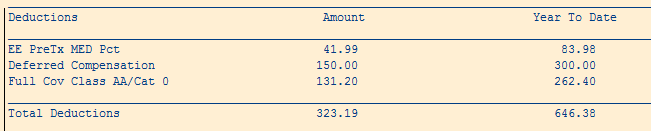 Deductions Amount Year To Date
EE PreTx MED Pct 41.99 83.98
Deferred Compensation 150.00 300.00
Full Cov Class AA/Cat 0 131.20 262.40
Total Deductions 323.19 646.38